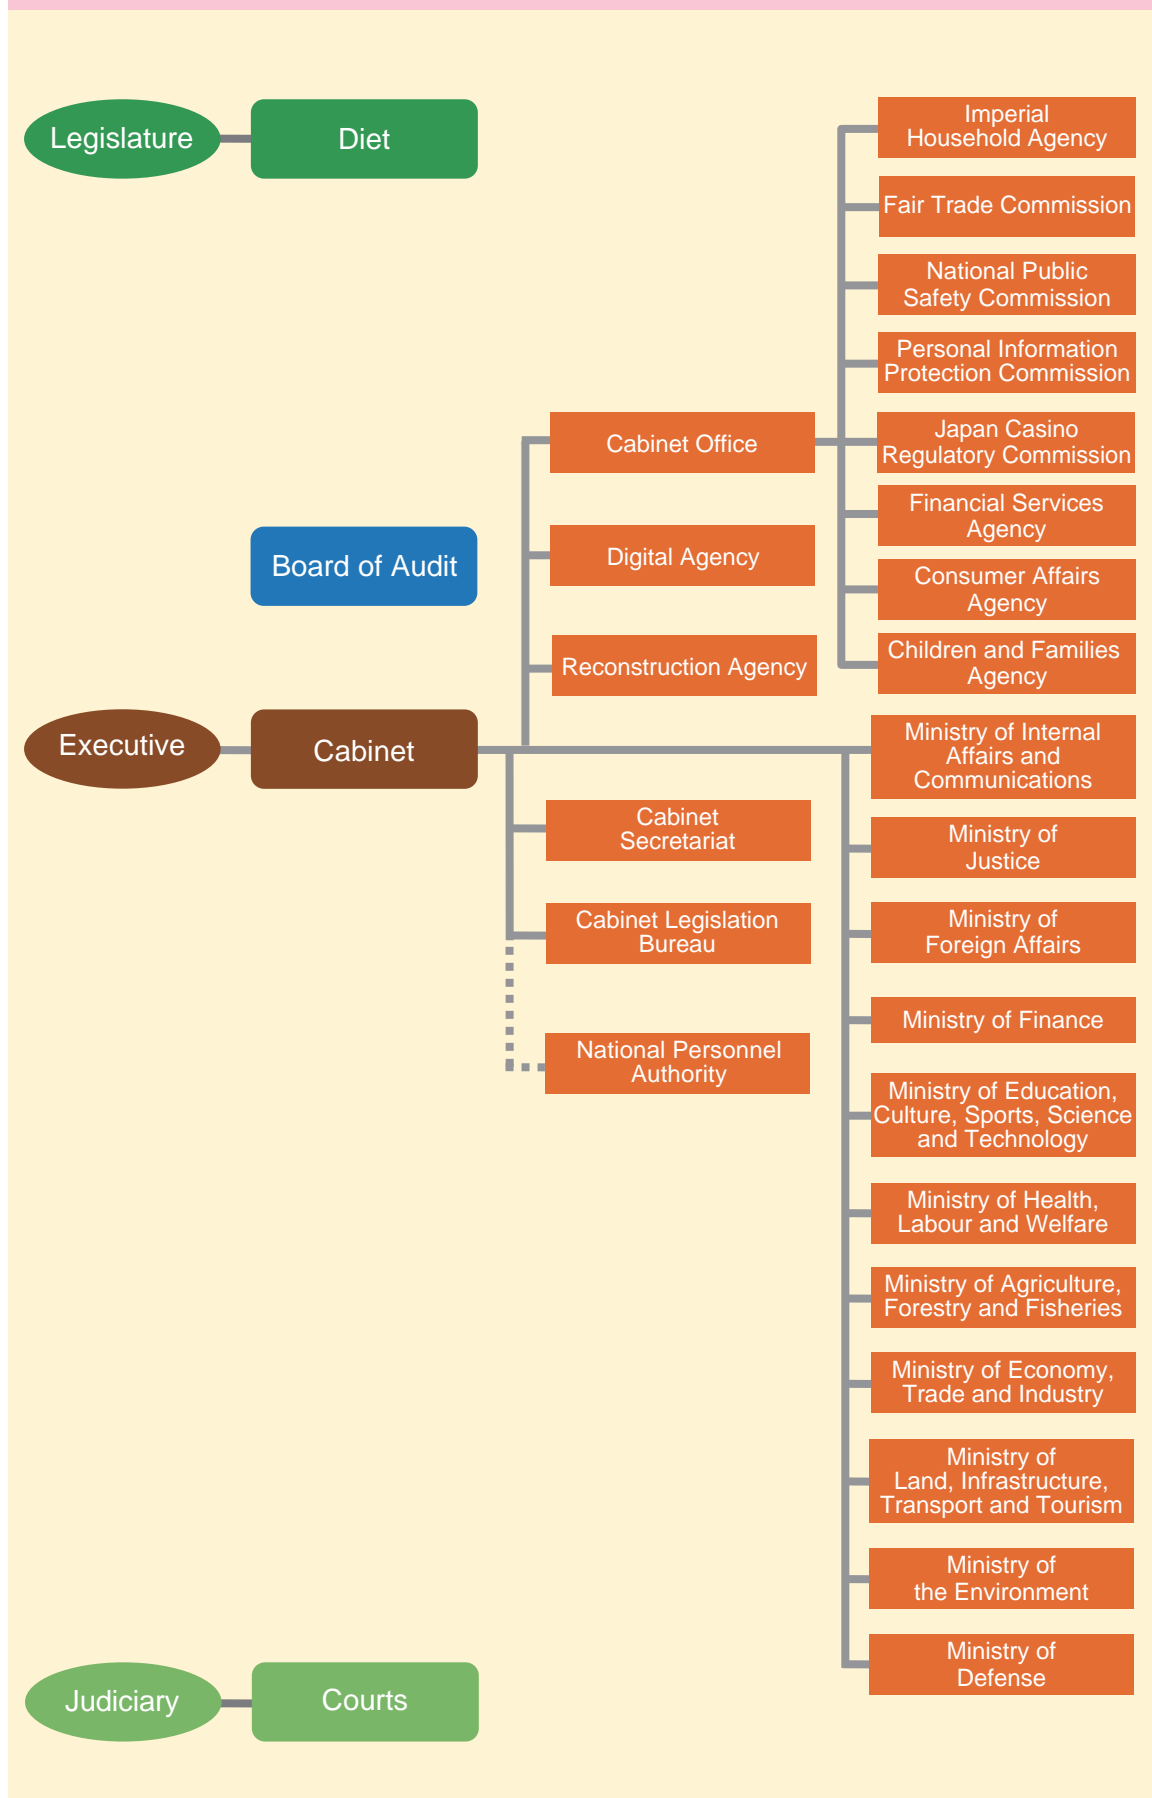 Legislature
Diet
Imperial
Household Agency
Fair Trade Commission
National Public
Safety Commission
Personal Information
Protection Commission
Cabinet Office
Japan Casino
Regulatory Commission
Financial Services
Agency
Board of Audit
Digital Agency
Consumer Affairs
Agency
Reconstruction Agency
Children and Families
Agency
Executive
Cabinet
Ministry of Internal
Affairs and
Communications
Cabinet
Secretariat
Ministry of
Justice
Cabinet Legislation
Bureau
Ministry of
Foreign Affairs
National Personnel
Authority
Ministry of Finance
Ministry of Education,
Culture, Sports, Science
and Technology
Ministry of Health,
Labour and Welfare
Ministry of Agriculture,
Forestry and Fisheries
Ministry of Economy,
Trade and Industry
Ministry of
Land, Infrastructure,
Transport and Tourism
Ministry of
the Environment
Ministry of
Defense
Judiciary
Courts